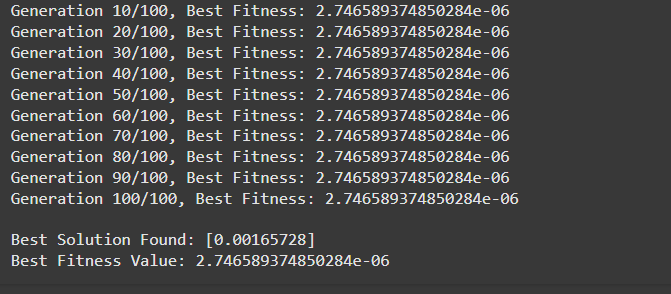 Generation 10/100, Best Fitness: 2.746589374850284e-06
Generation 20/100, Best Fitness: 2.746589374850284e-06
Generation 30/100, Best Fitness: 2.746589374850284e-06
Generation 40/100, Best Fitness: 2.746589374850284e-06
Generation 50/100, Best Fitness: 2.746589374850284e-06
Generation 60/100, Best Fitness: 2.746589374850284e-06
Generation 70/100, Best Fitness: 2.746589374850284e-06
Generation 80/100, Best Fitness: 2.746589374850284e-06
Generation 90/100, Best Fitness: 2.746589374850284e-06
Generation 100/100, Best Fitness: 2.746589374850284e-06
Best Solution Found: [0.00165728]
Best Fitness Value: 2.746589374850284e-06